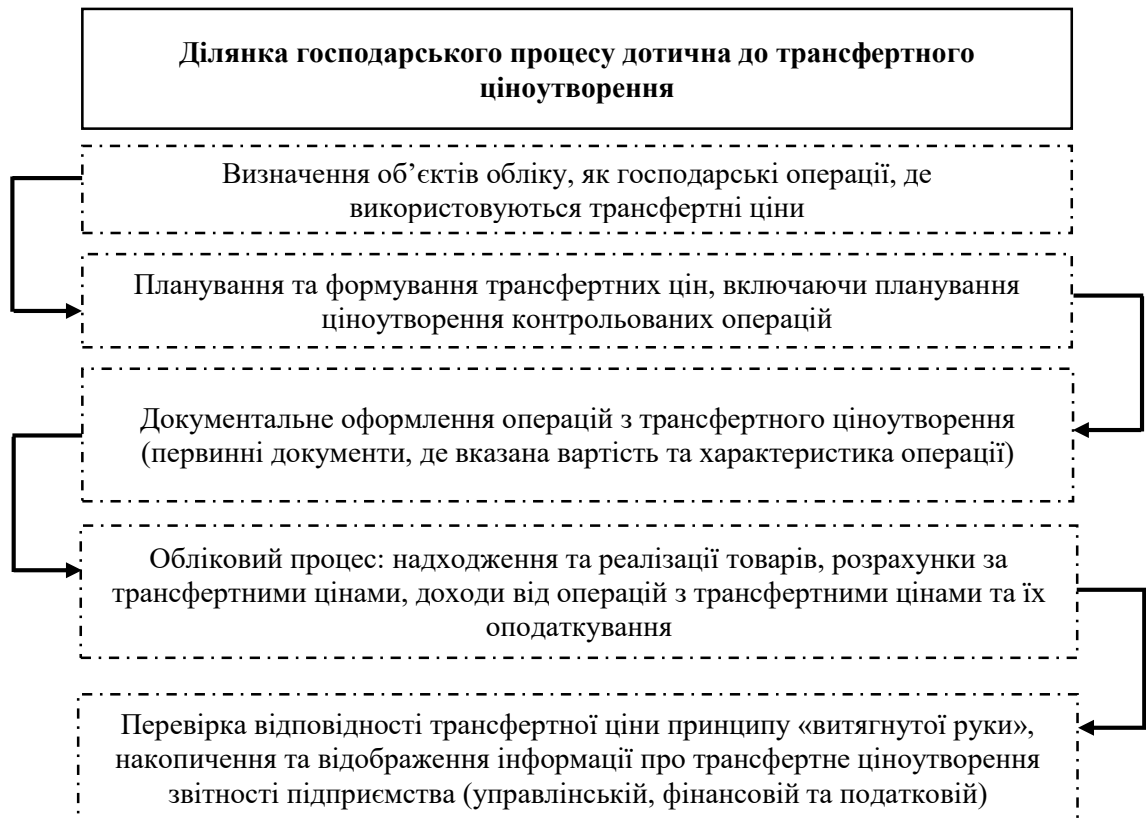 Ділянка господарського процесу дотична до трансфертного
ціноутворення
Визначення об’єктів обліку, як господарські операції, де
використовуються трансфертні ціни
Планування та формування трансфертних цін, включаючи планування
ціноутворення контрольованих операцій
Документальне оформлення операцій з трансфертного ціноутворення
(первинні документи, де вказана вартість та характеристика операції)
Обліковий процес: надходження та реалізації товарів, розрахунки за
трансфертними цінами, доходи від операцій з трансфертними цінами та їх
оподаткування
Перевірка відповідності трансфертної ціни принципу «витягнутої руки»,
накопичення та відображення інформації про трансфертне ціноутворення
звітності підприємства (управлінській, фінансовій та податковій)